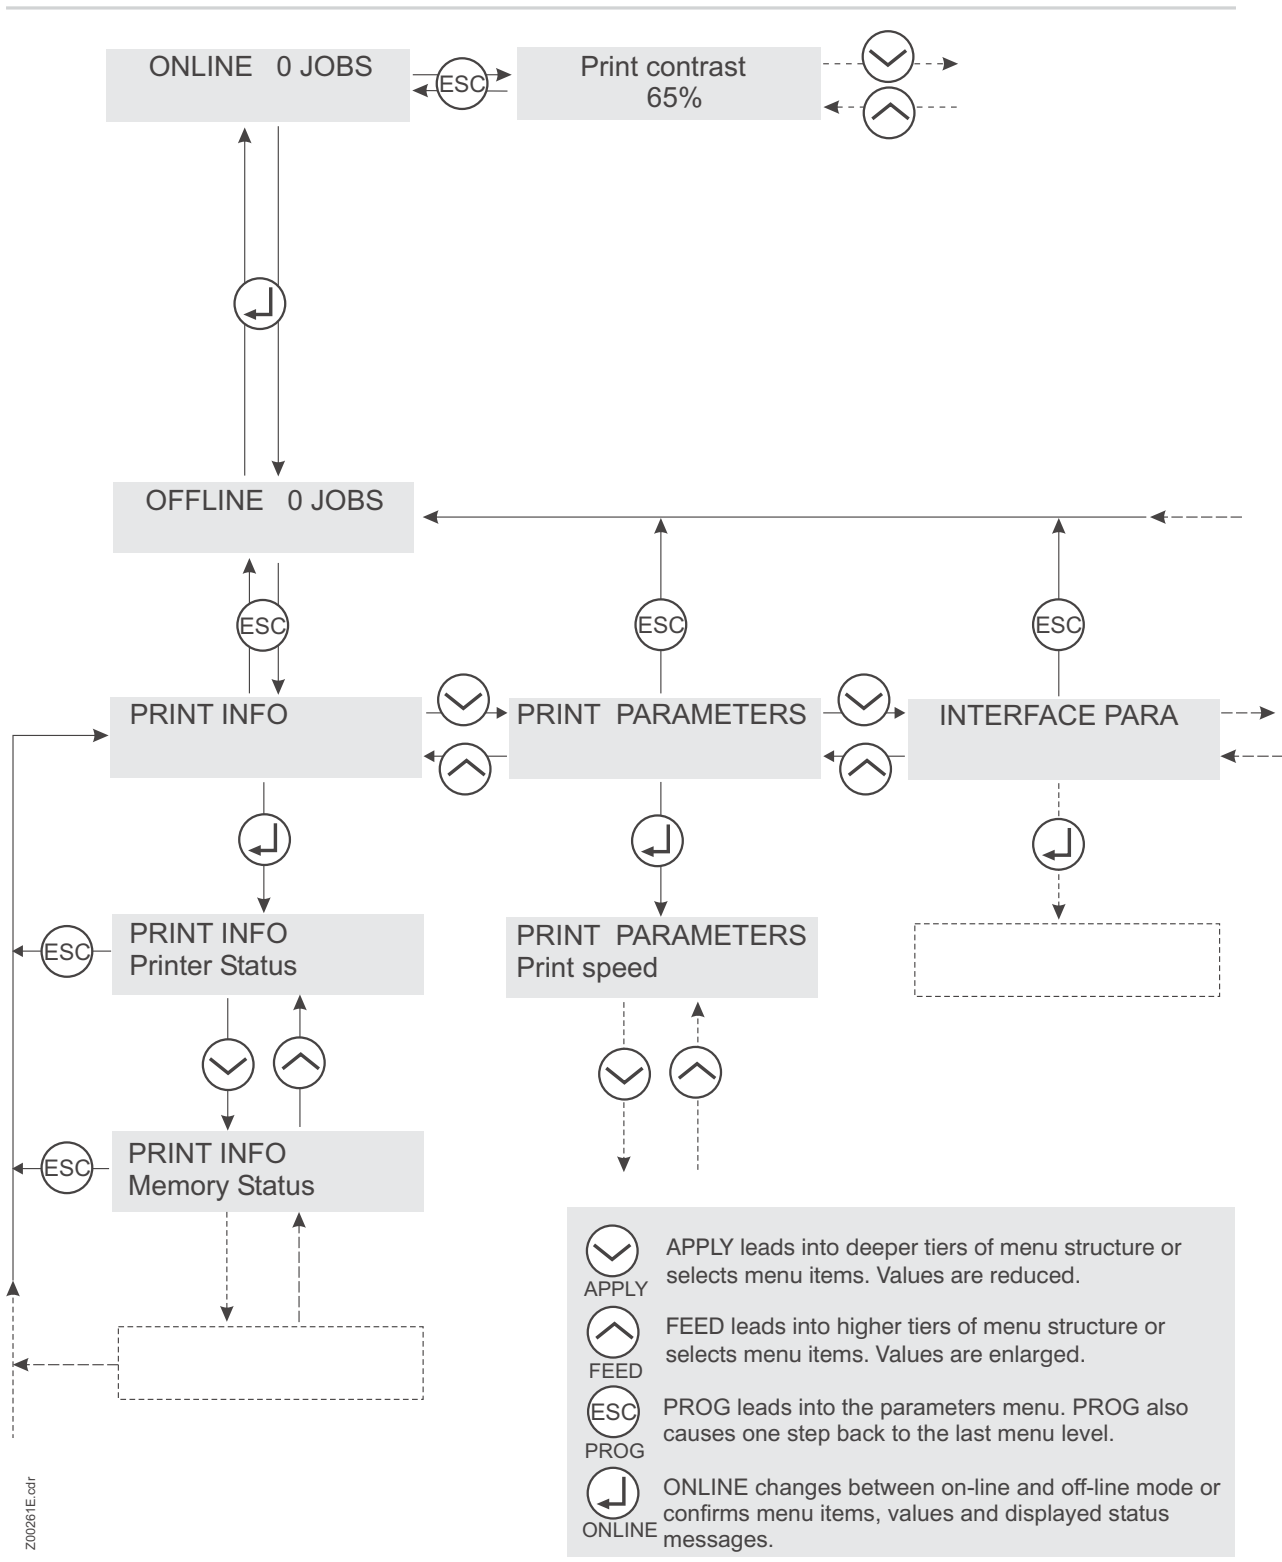 ONLINE 0 JOBS
ESC
Print contrast
65%
OFFLINE 0 JOBS
ESC
ESC
ESC
PRINT INFO
PRINT PARAMETERS
INTERFACE PARA
PRINT INFO
Printer Status
ESC
PRINT PARAMETERS
Print speed
PRINT INFO
Memory Status
ESC
APPLY
APPLY leads into deeper tiers of menu structure or
selects menu items. Values are reduced.
FEED
FEED leads into higher tiers of menu structure or
selects menu items. Values are enlarged.
ESC
PROG
PROG leads into the parameters menu. PROG also
causes one step back to the last menu level.
ONLINE
ONLINE changes between on-line and off-line mode or
confirms menu items, values and displayed status
messages.
Z00261E.cdr